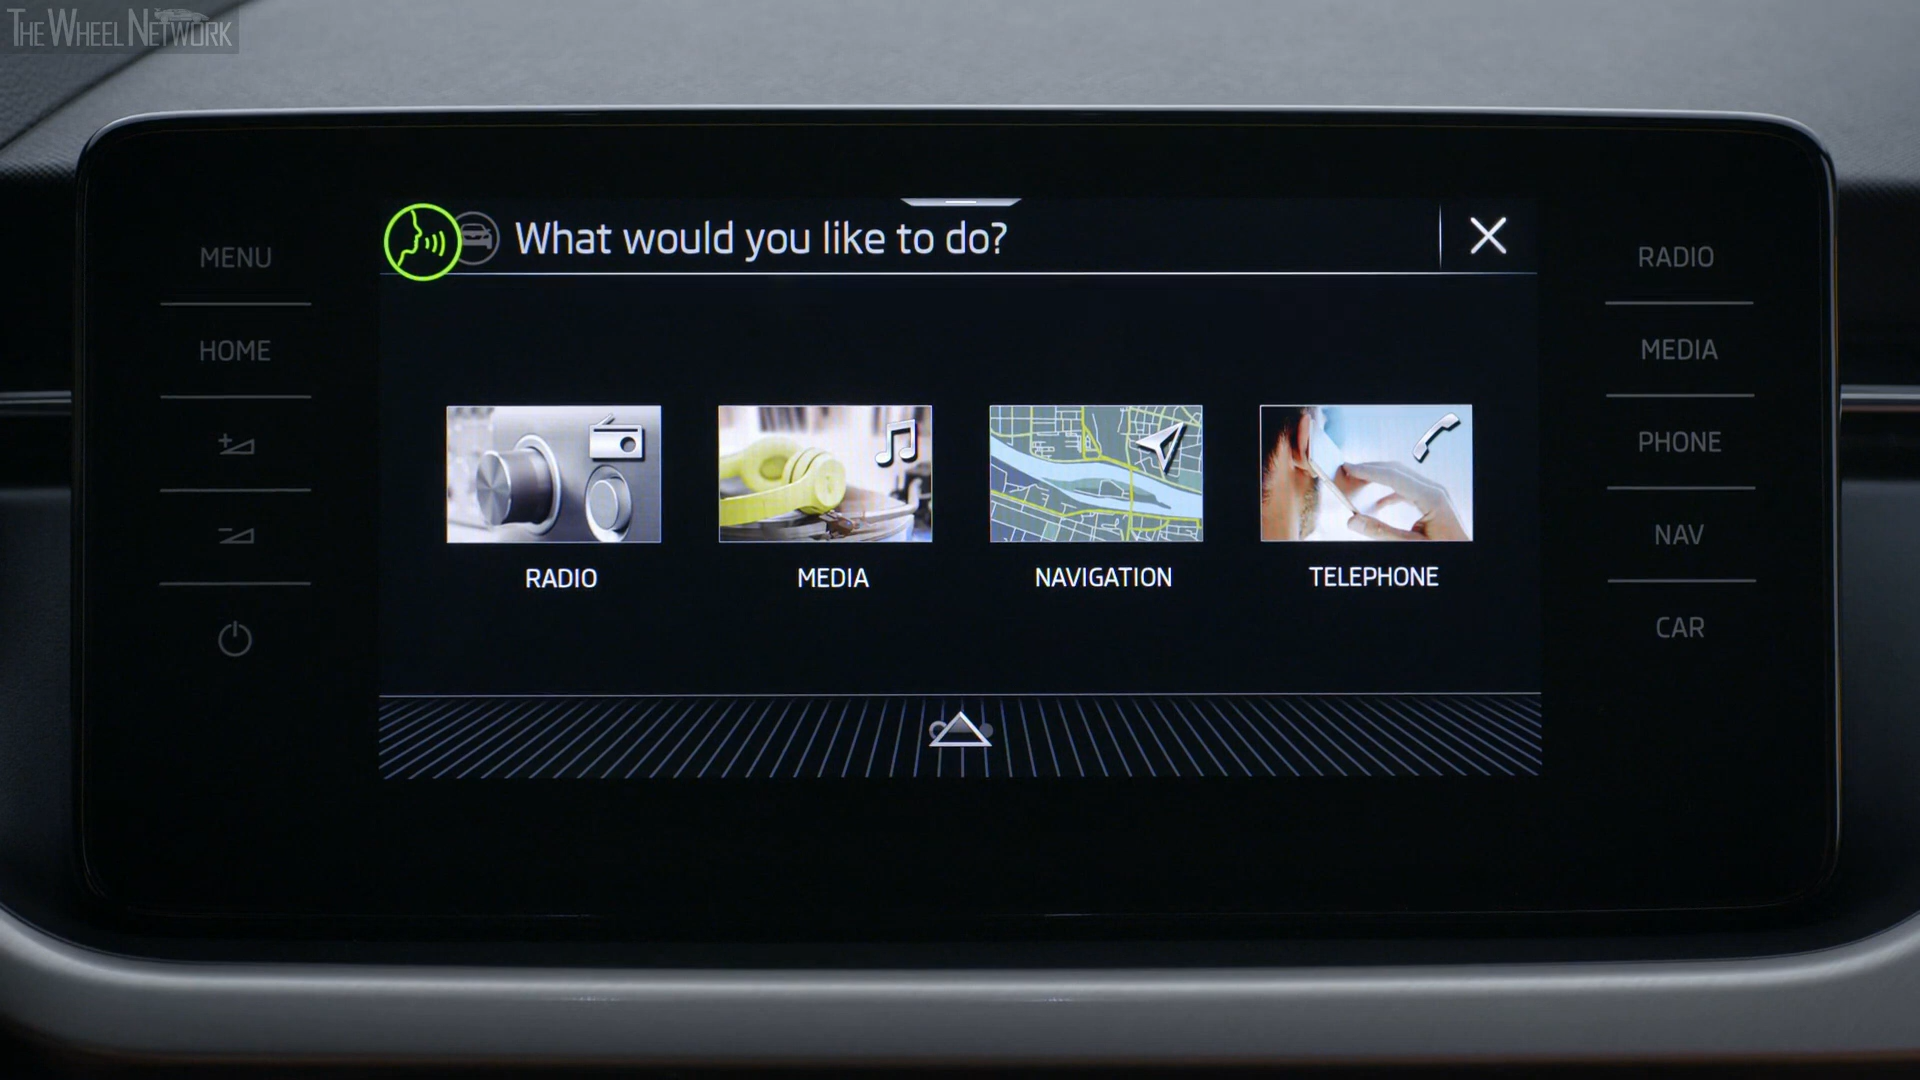 THE WHEEL NETWORK
What would you like to do?
MENU
HOME
RADIO
MEDIA
NAVIGATION
TELEPHONE
RADIO
MEDIA
PHONE
NAV
CAR